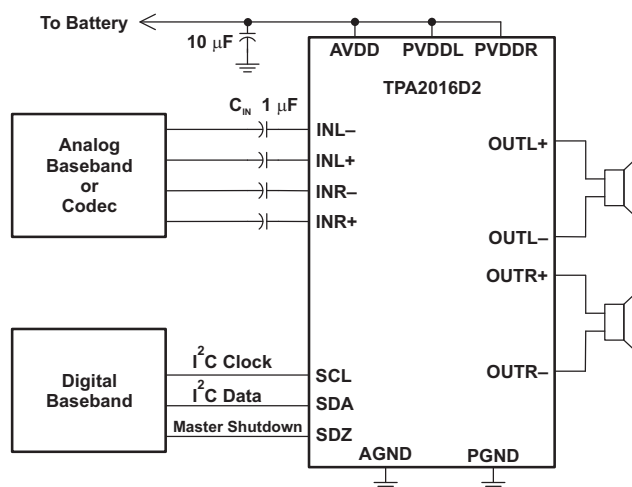 To Battery
10 μF
AVDD PVDDL PVDDR
TPA2016D2
C_IN 1 μF
Analog
Baseband
or
Codec
INL–
INL+
INR–
INR+
OUTL+
OUTL–
OUTR+
OUTR–
Digital
Baseband
I²C Clock
I²C Data
Master Shutdown
SCL
SDA
SDZ
AGND PGND